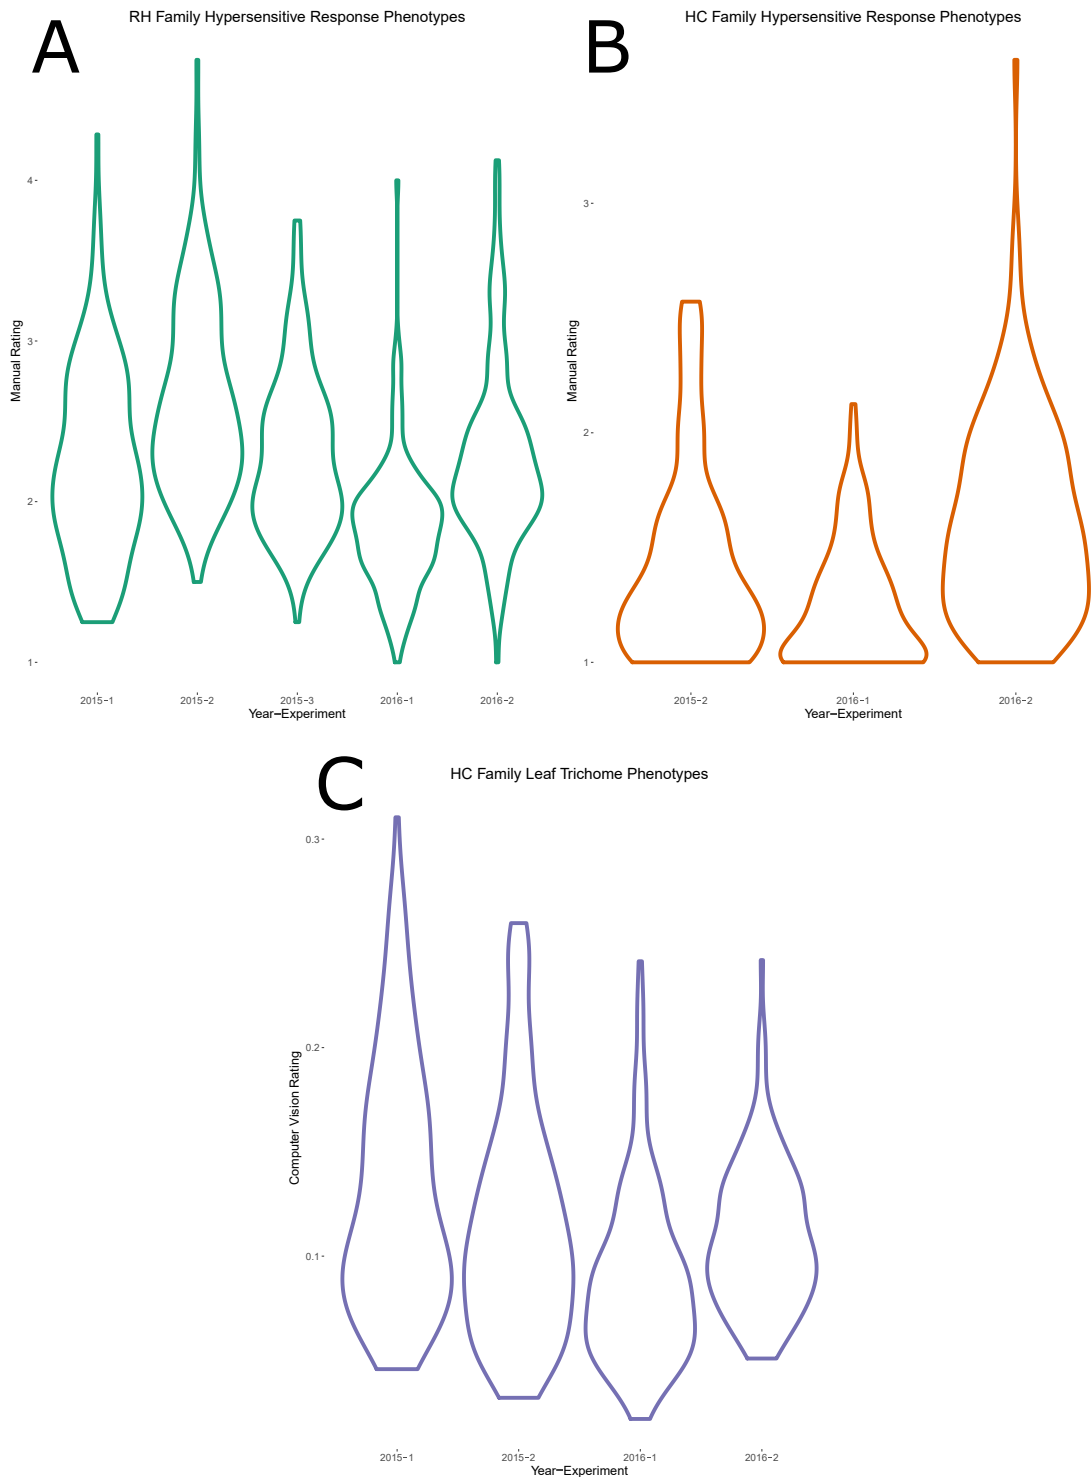 A
RH Family Hypersensitive Response Phenotypes
Manual Rating
4
3
2
1
2015-1 2015-2 2015-3 2016-1 2016-2
Year-Experiment
B
HC Family Hypersensitive Response Phenotypes
Manual Rating
3
2
1
2015-2 2016-1 2016-2
Year-Experiment
C
HC Family Leaf Trichome Phenotypes
Computer Vision Rating
0.3
0.2
0.1
2015-1 2015-2 2016-1 2016-2
Year-Experiment